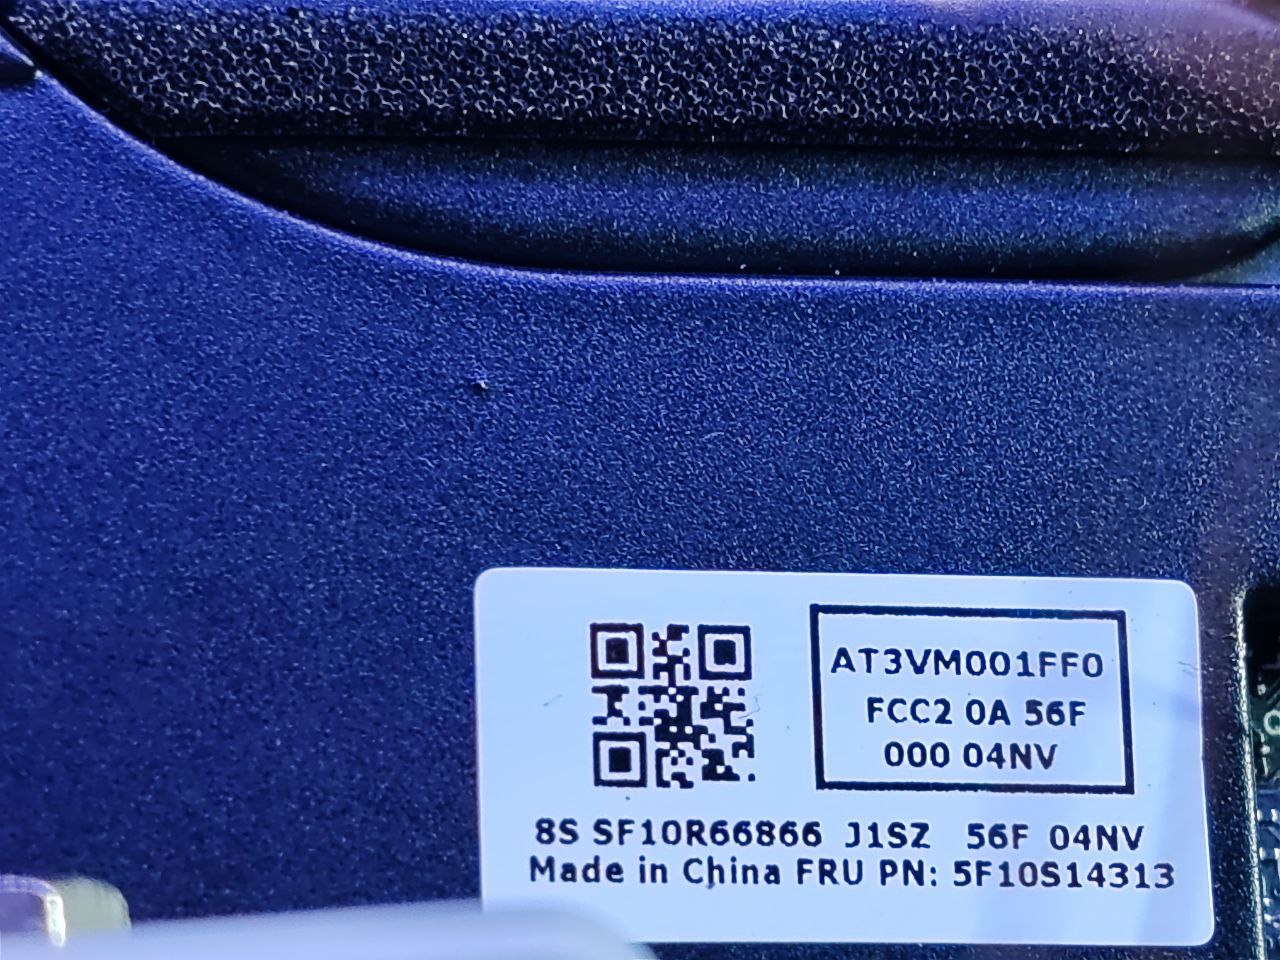 AT3VM001FF0
FCC2 0A 56F
000 04NV
8S SF10R66866 J1SZ 56F 04NV
Made in China FRU PN: 5F10S14313